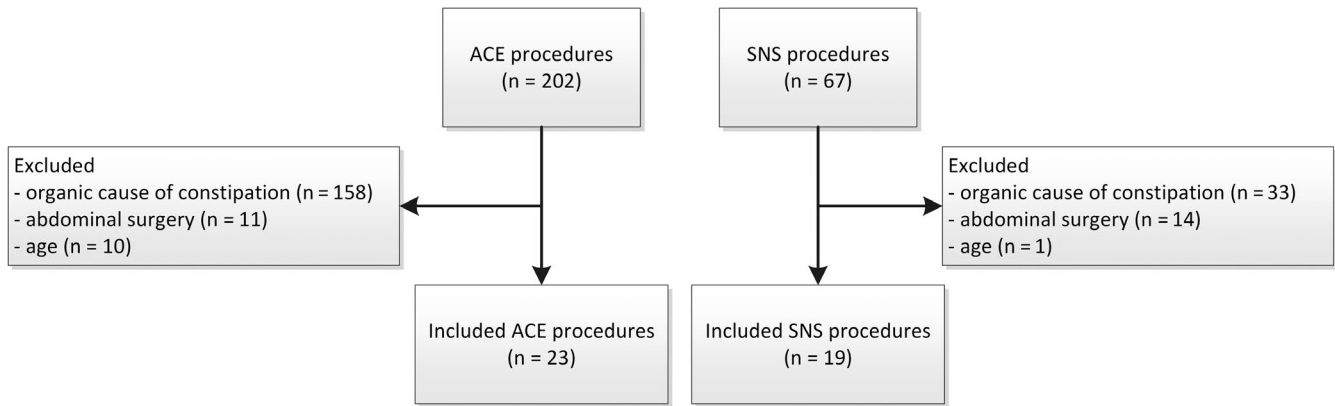 ACE procedures
(n = 202)
SNS procedures
(n = 67)
Excluded
- organic cause of constipation (n = 158)
- abdominal surgery (n = 11)
- age (n = 10)
Excluded
- organic cause of constipation (n = 33)
- abdominal surgery (n = 14)
- age (n = 1)
Included ACE procedures
(n = 23)
Included SNS procedures
(n = 19)